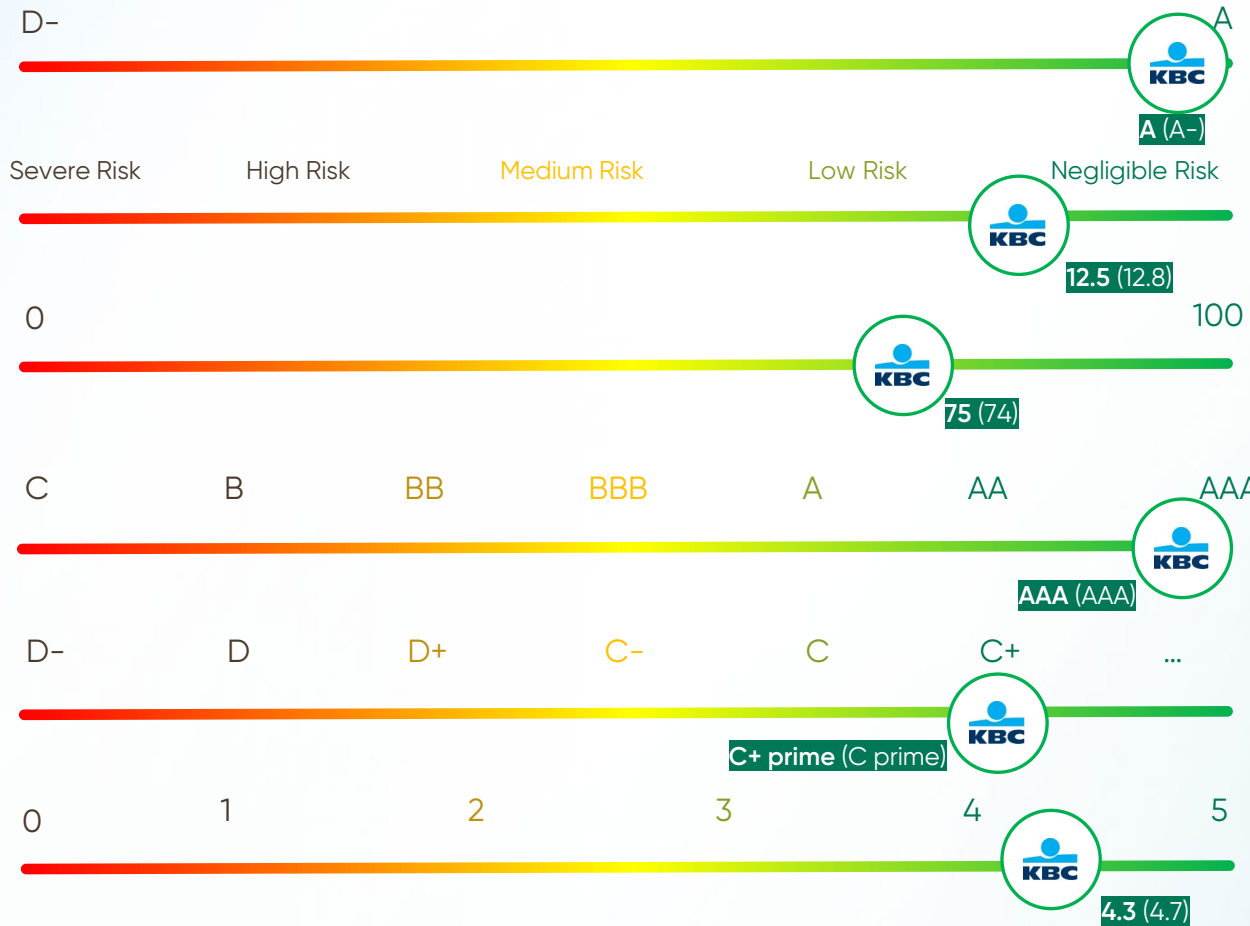 D- A
KBC
A (A-)
Severe Risk High Risk Medium Risk Low Risk Negligible Risk
KBC
12.5 (12.8)
0 100
KBC
75 (74)
C B BB BBB A AA AAA
KBC
AAA (AAA)
D- D D+ C- C C+ ...
KBC
C+ prime (C prime)
0 1 2 3 4 5
KBC
4.3 (4.7)